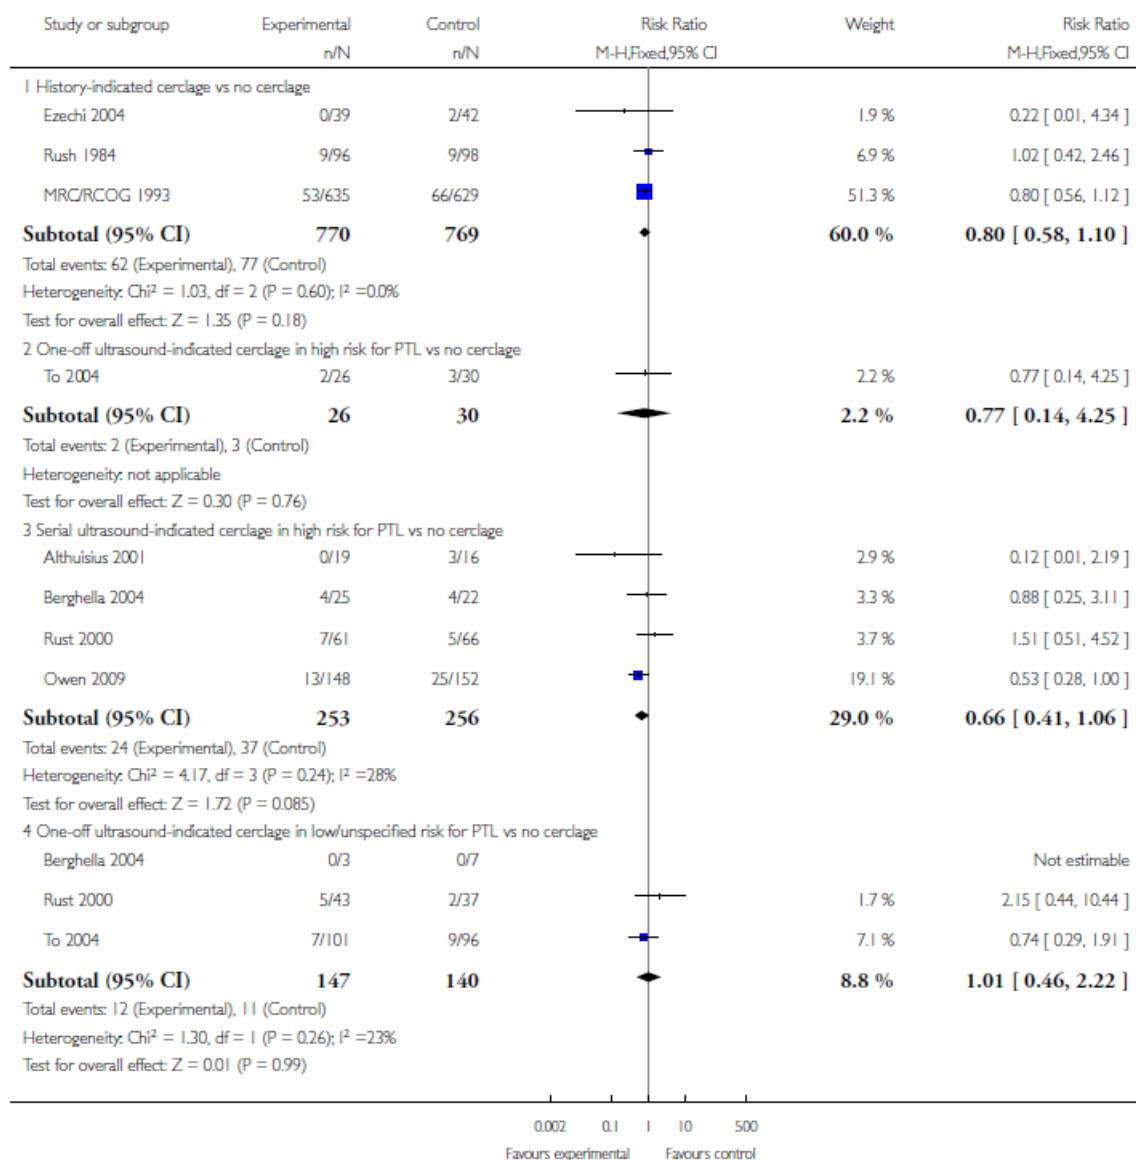 Study or subgroup Experimental Control Risk Ratio Weight Risk Ratio
n/N n/N M-H,Fixed,95% CI M-H,Fixed,95% CI
1 History-indicated cerclage vs no cerclage
Ezechi 2004 0/39 2/42 1.9 % 0.22 [ 0.01, 4.34 ]
Rush 1984 9/96 9/98 6.9 % 1.02 [ 0.42, 2.46 ]
MRC/RCOG 1993 53/635 66/629 51.3 % 0.80 [ 0.56, 1.12 ]
Subtotal (95% CI) 770 769 60.0 % 0.80 [ 0.58, 1.10 ]
Total events: 62 (Experimental), 77 (Control)
Heterogeneity: Chi² = 1.03, df = 2 (P = 0.60); I² =0.0%
Test for overall effect: Z = 1.35 (P = 0.18)
2 One-off ultrasound-indicated cerclage in high risk for PTL vs no cerclage
To 2004 2/26 3/30 2.2 % 0.77 [ 0.14, 4.25 ]
Subtotal (95% CI) 26 30 2.2 % 0.77 [ 0.14, 4.25 ]
Total events: 2 (Experimental), 3 (Control)
Heterogeneity: not applicable
Test for overall effect: Z = 0.30 (P = 0.76)
3 Serial ultrasound-indicated cerclage in high risk for PTL vs no cerclage
Althuisius 2001 0/19 3/16 2.9 % 0.12 [ 0.01, 2.19 ]
Berghella 2004 4/25 4/22 3.3 % 0.88 [ 0.25, 3.11 ]
Rust 2000 7/61 5/66 3.7 % 1.51 [ 0.51, 4.52 ]
Owen 2009 13/148 25/152 19.1 % 0.53 [ 0.28, 1.00 ]
Subtotal (95% CI) 253 256 29.0 % 0.66 [ 0.41, 1.06 ]
Total events: 24 (Experimental), 37 (Control)
Heterogeneity: Chi² = 4.17, df = 3 (P = 0.24); I² =28%
Test for overall effect: Z = 1.72 (P = 0.085)
4 One-off ultrasound-indicated cerclage in low/unspecified risk for PTL vs no cerclage
Berghella 2004 0/3 0/7 Not estimable
Rust 2000 5/43 2/37 1.7 % 2.15 [ 0.44, 10.44 ]
To 2004 7/101 9/96 7.1 % 0.74 [ 0.29, 1.91 ]
Subtotal (95% CI) 147 140 8.8 % 1.01 [ 0.46, 2.22 ]
Total events: 12 (Experimental), 11 (Control)
Heterogeneity: Chi² = 1.30, df = 1 (P = 0.26); I² =23%
Test for overall effect: Z = 0.01 (P = 0.99)
0.002 0.1 1 10 500
Favours experimental Favours control